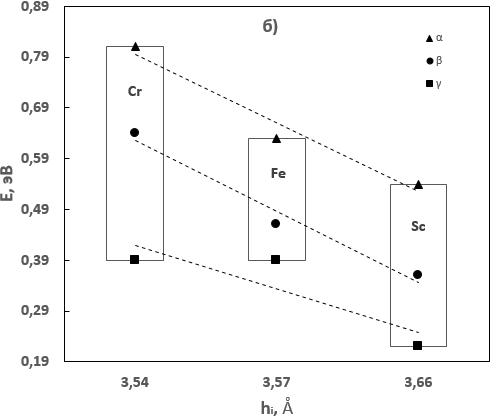 0,89
б)
α
0,79
β
Cr
γ
0,69
0,59
Fe
E, эВ
0,49
Sc
0,39
0,29
0,19
3,54
3,57
3,66
hᵢ, Å